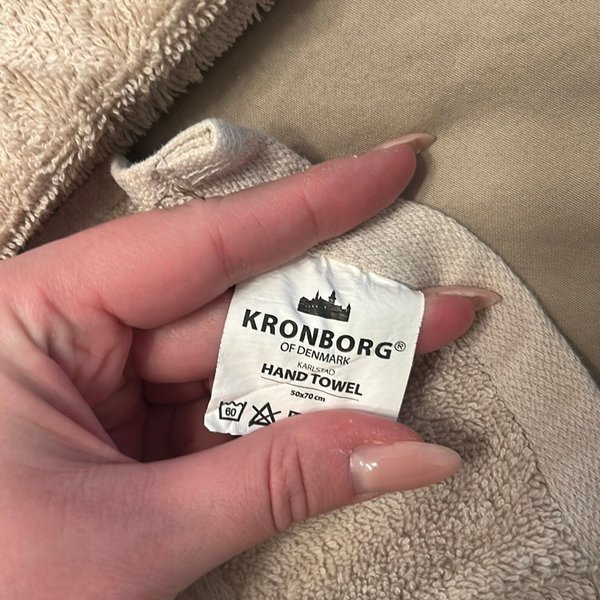 KRONBORG®
OF DENMARK
KARLSTAD
HAND TOWEL
50x70 cm
60